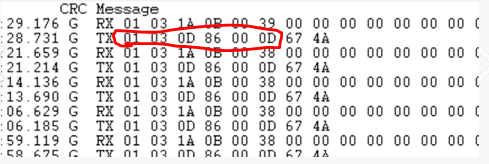 CRC Message
:29.176 G RX 01 03 1A 0B 00 39 00 00 00 00 00 00 00
:28.731 G TX 01 03 0D 86 00 0D 67 4A
:21.659 G RX 01 03 1A 0B 00 38 00 00 00 00 00 00 00
:21.214 G TX 01 03 0D 86 00 0D 67 4A
:14.136 G RX 01 03 1A 0B 00 38 00 00 00 00 00 00 00
:13.690 G TX 01 03 0D 86 00 0D 67 4A
:06.629 G RX 01 03 1A 0B 00 38 00 00 00 00 00 00 00
:06.185 G TX 01 03 0D 86 00 0D 67 4A
:59.119 G RX 01 03 1A 0B 00 38 00 00 00 00 00 00 00
:58.675 G TX 01 03 0D 86 00 0D 67 4A